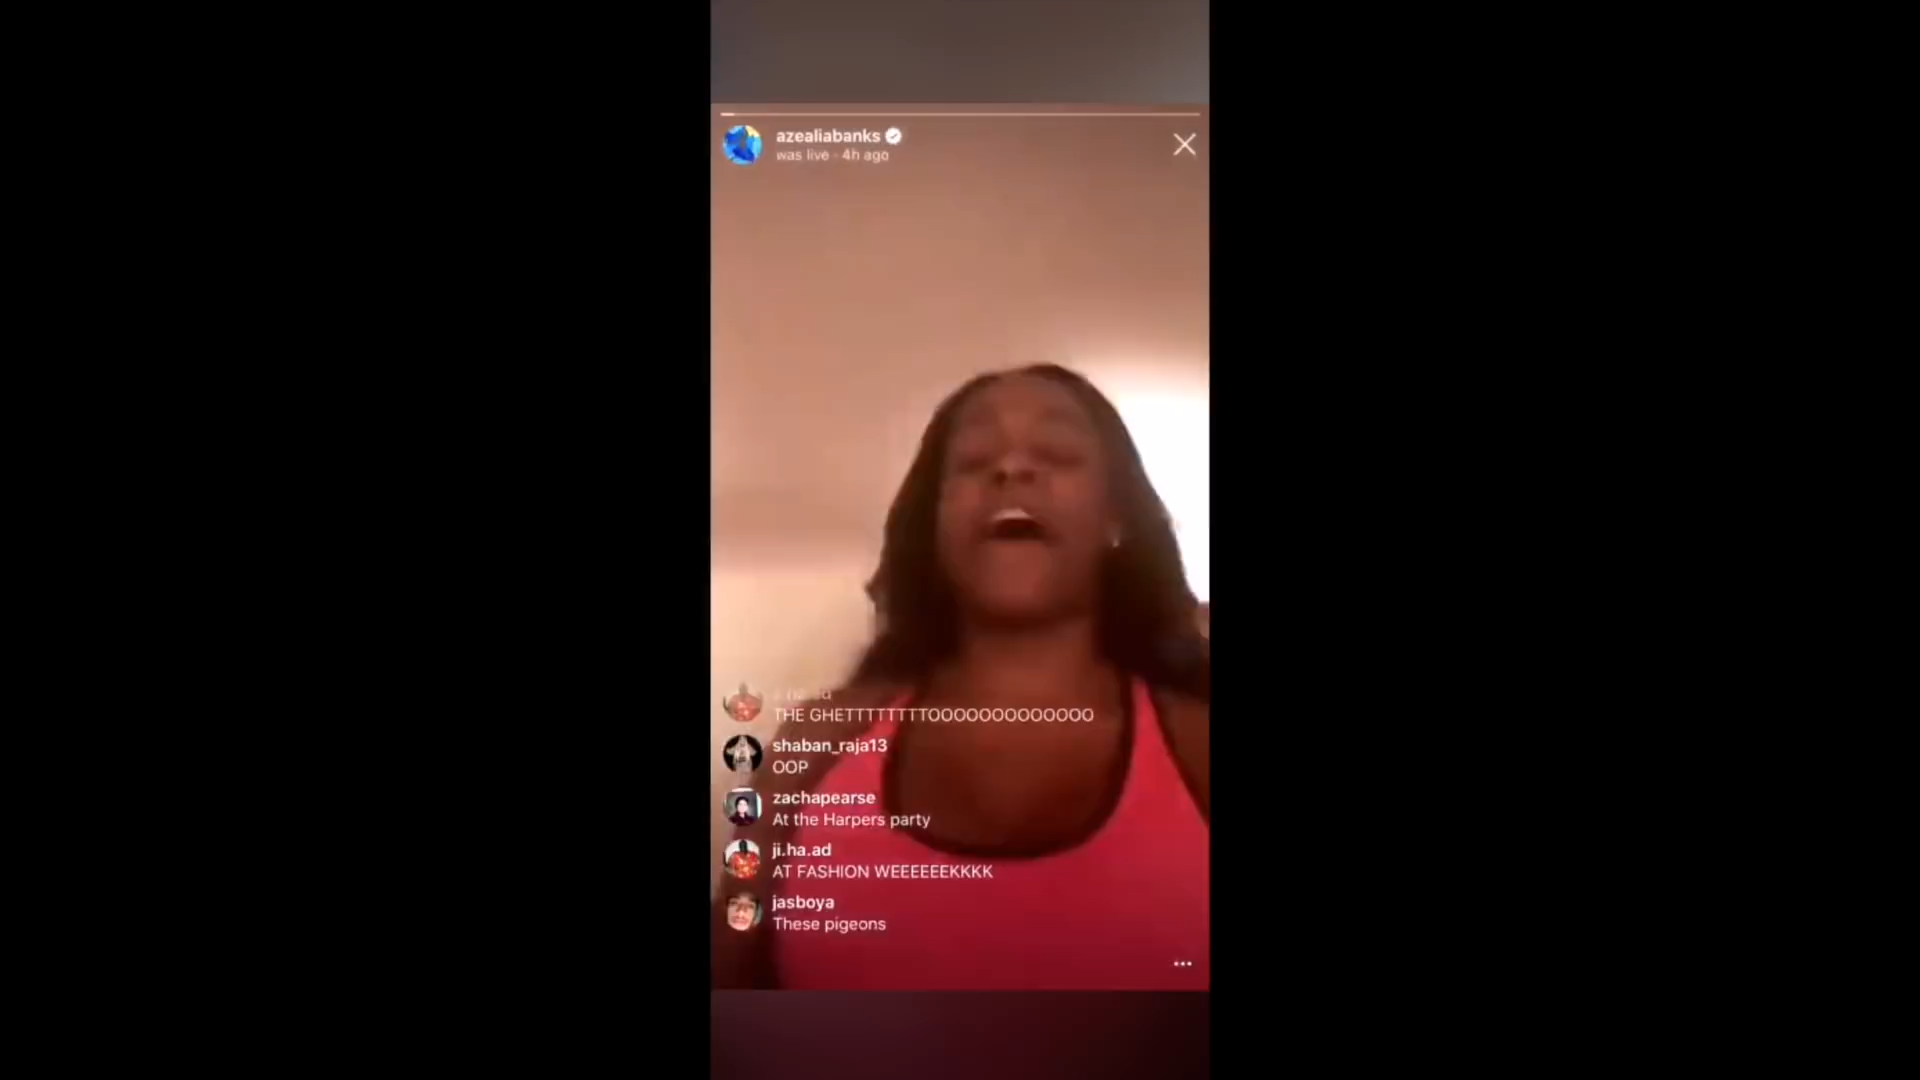 azealiabanks
was live · 4h ago
THE GHETTTTTTTTOOOOOOOOOOOOO
shaban_raja13
OOP
zachapearse
At the Harpers party
ji.ha.ad
AT FASHION WEEEEEEKKKK
jasboya
These pigeons